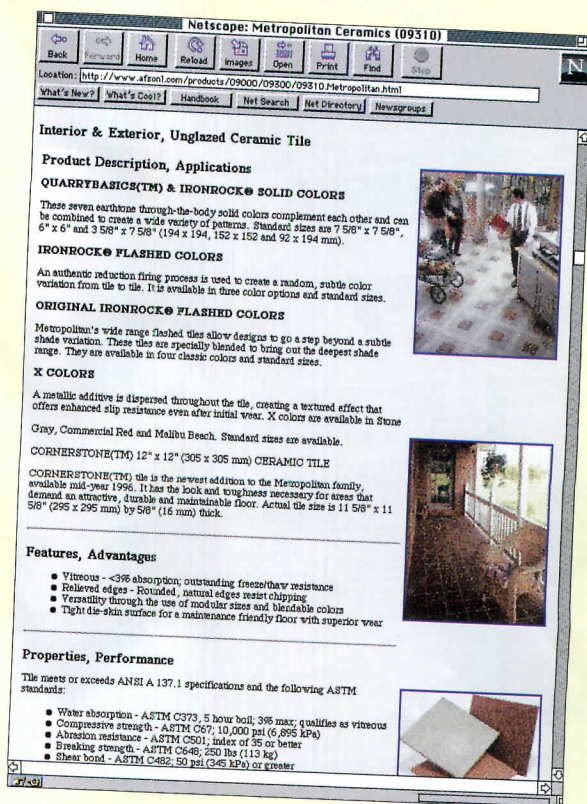 Netscape: Metropolitan Ceramics (09310)
Back Forward Home Reload Images Open Print Find Stop
N
Location: http://www.afsonl.com/products/09000/09300/09310.Metropolitan.html
What's New? What's Cool? Handbook Net Search Net Directory Newsgroups
Interior & Exterior, Unglazed Ceramic Tile
Product Description, Applications
QUARRYBASICS(TM) & IRONROCK® SOLID COLORS
These seven earthtone through-the-body solid colors complement each other and can
be combined to create a wide variety of patterns. Standard sizes are 7 5/8" x 7 5/8",
6" x 6" and 3 5/8" x 7 5/8" (194 x 194, 152 x 152 and 92 x 194 mm).
IRONROCK® FLASHED COLORS
An authentic reduction firing process is used to create a random, subtle color
variation from tile to tile. It is available in three color options and standard sizes.
ORIGINAL IRONROCK® FLASHED COLORS
Metropolitan's wide range flashed tiles allow designs to go a step beyond a subtle
shade variation. These tiles are specially blended to bring out the deepest shade
range. They are available in four classic colors and standard sizes.
X COLORS
A metallic additive is dispersed throughout the tile, creating a textured effect that
offers enhanced slip resistance even after initial wear. X colors are available in Stone
Gray, Commercial Red and Malibu Beach. Standard sizes are available.
CORNERSTONE(TM) 12" x 12" (305 x 305 mm) CERAMIC TILE
CORNERSTONE(TM) tile is the newest addition to the Metropolitan family,
available mid-year 1996. It has the look and toughness necessary for areas that
demand an attractive, durable and maintainable floor. Actual tile size is 11 5/8" x 11
5/8" (295 x 295 mm) by 5/8" (16 mm) thick.
Features, Advantages
● Vitreous - <3% absorption; outstanding freeze/thaw resistance
● Relieved edges - Rounded, natural edges resist chipping
● Versatility through the use of modular sizes and blendable colors
● Tight die-skin surface for a maintenance friendly floor with superior wear
Properties, Performance
Tile meets or exceeds ANSI A 137.1 specifications and the following ASTM
standards:
● Water absorption - ASTM C373, 5 hour boil; 3% max; qualifies as vitreous
● Compressive strength - ASTM C67; 10,000 psi (6,895 kPa)
● Abrasion resistance - ASTM C501; index of 35 or better
● Breaking strength - ASTM C648; 250 lbs (113 kg)
● Shear bond - ASTM C482; 50 psi (345 kPa) or greater